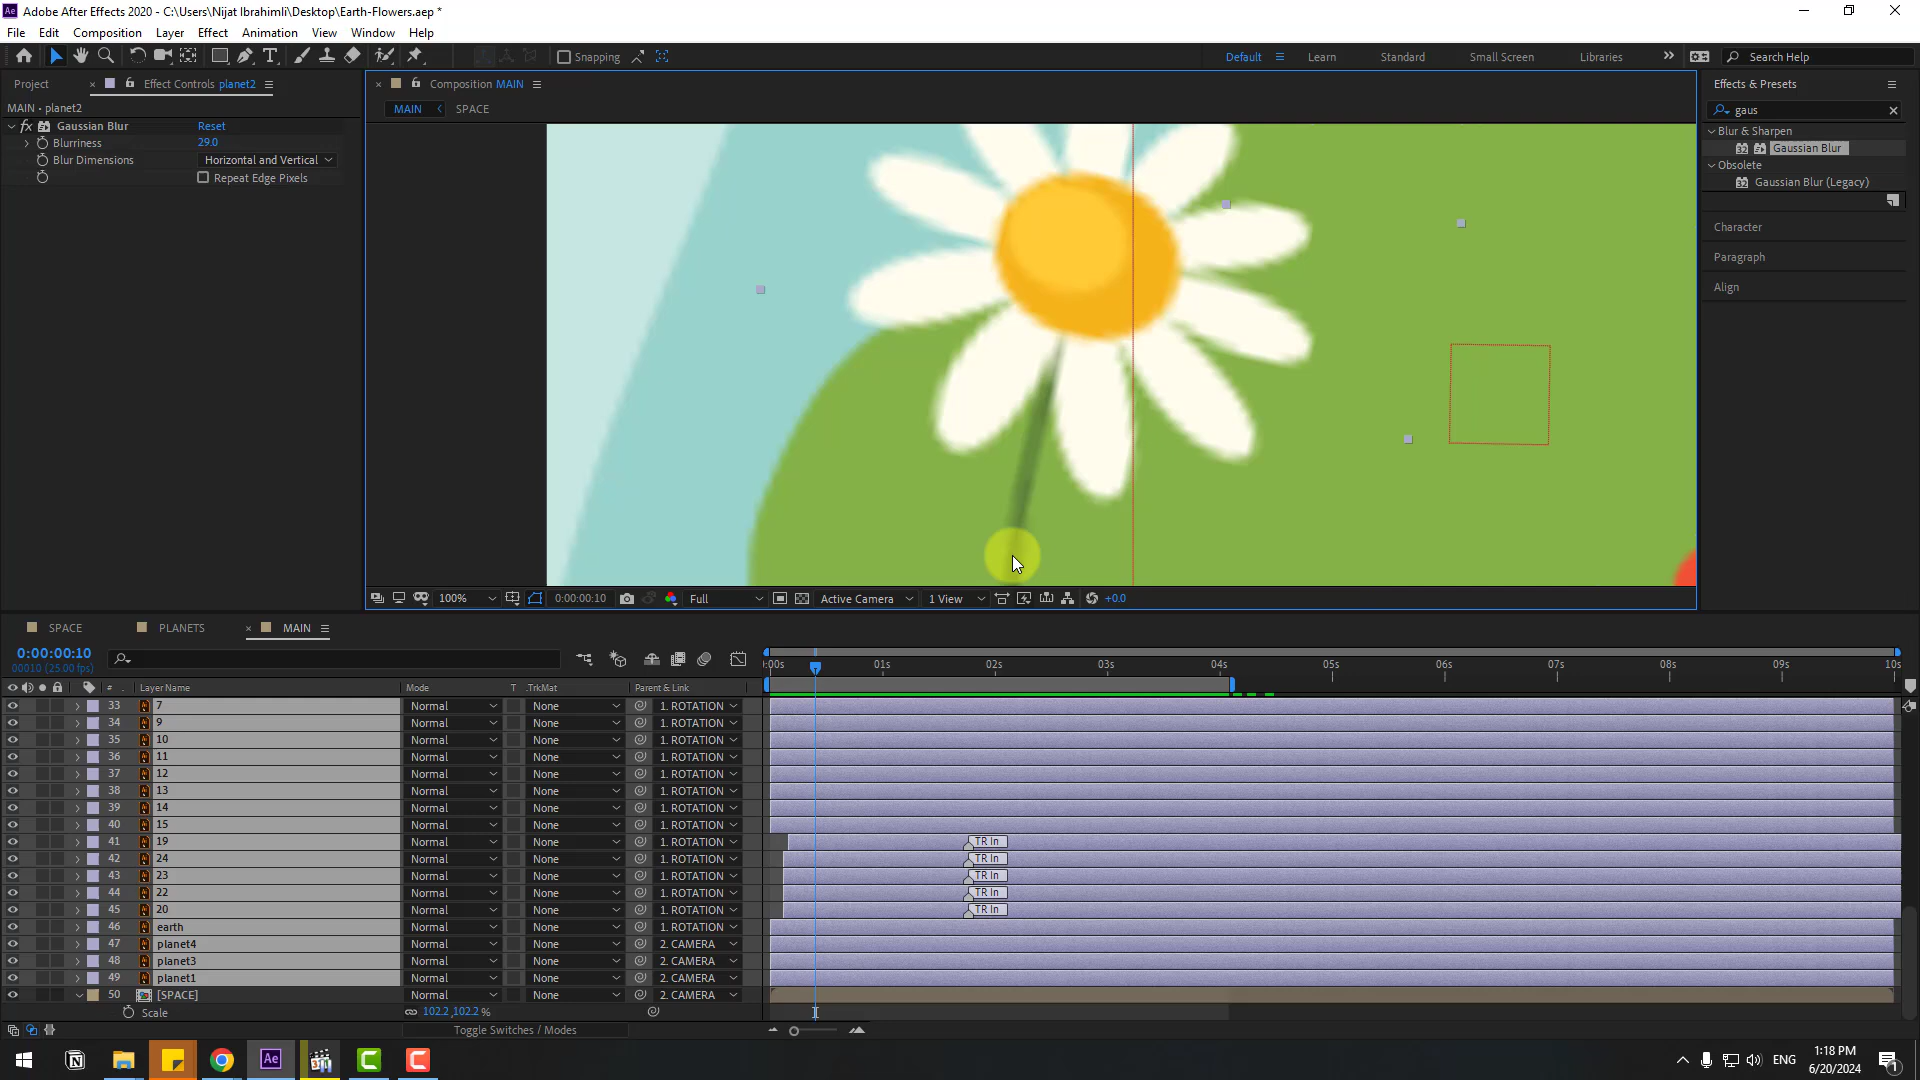 Adobe After Effects 2020 - C:\Users\Nijat Ibrahimli\Desktop\Earth-Flowers.aep *
File Edit Composition Layer Effect Animation View Window Help
Snapping Default Learn Standard Small Screen Libraries Search Help
Project Effect Controls planet2
MAIN • planet2
Gaussian Blur Reset
Blurriness 29.0
Blur Dimensions Horizontal and Vertical
Repeat Edge Pixels
Composition MAIN
MAIN SPACE
100% 0:00:00:10 Full Active Camera 1 View +0.0
Effects & Presets
gaus
Blur & Sharpen
32 Gaussian Blur
Obsolete
32 Gaussian Blur (Legacy)
Character
Paragraph
Align
SPACE PLANETS MAIN
0:00:00:10
00010 (25.00 fps)
:00s 01s 02s 03s 04s 05s 06s 07s 08s 09s 10s
# Layer Name Mode T .TrkMat Parent & Link
33 7 Normal None 1. ROTATION
34 9 Normal None 1. ROTATION
35 10 Normal None 1. ROTATION
36 11 Normal None 1. ROTATION
37 12 Normal None 1. ROTATION
38 13 Normal None 1. ROTATION
39 14 Normal None 1. ROTATION
40 15 Normal None 1. ROTATION
41 19 Normal None 1. ROTATION TR In
42 24 Normal None 1. ROTATION TR In
43 23 Normal None 1. ROTATION TR In
44 22 Normal None 1. ROTATION TR In
45 20 Normal None 1. ROTATION TR In
46 earth Normal None 1. ROTATION
47 planet4 Normal None 2. CAMERA
48 planet3 Normal None 2. CAMERA
49 planet1 Normal None 2. CAMERA
50 [SPACE] Normal None 2. CAMERA
Scale 102.2,102.2 %
Toggle Switches / Modes
Ae
ENG
1:18 PM
6/20/2024
1